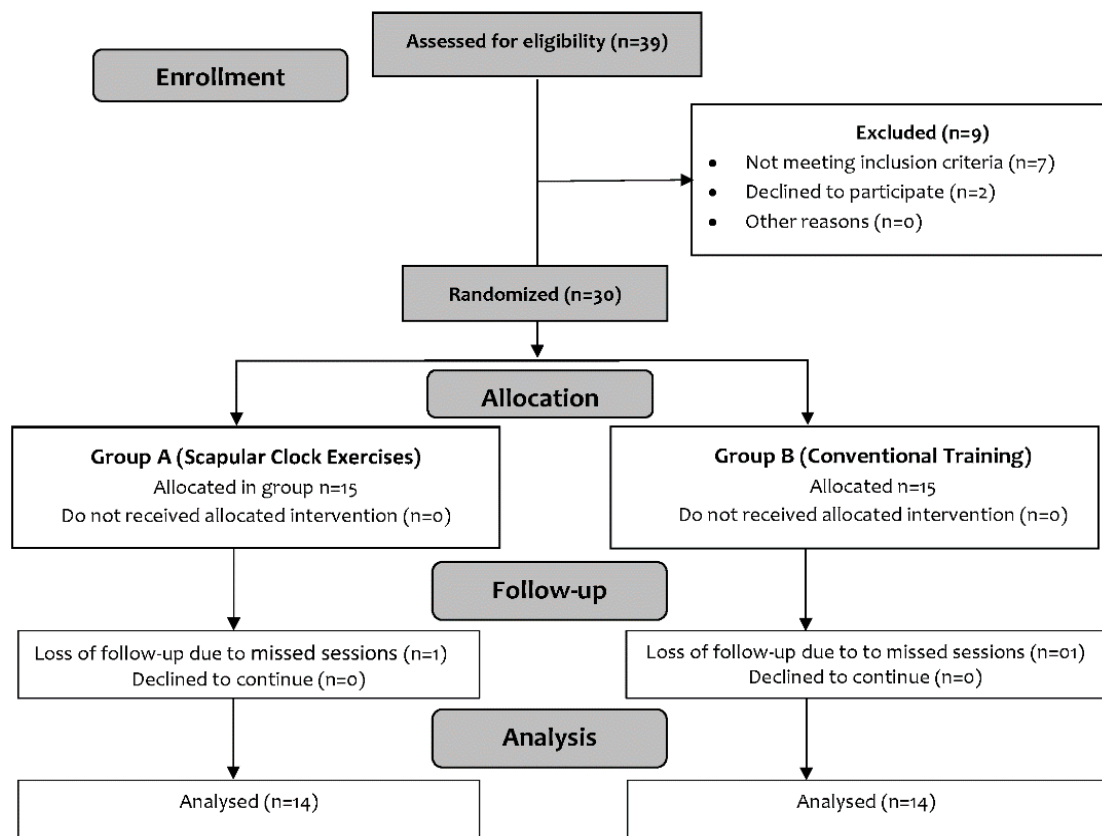 Assessed for eligibility (n=39)
Enrollment
Excluded (n=9)
• Not meeting inclusion criteria (n=7)
• Declined to participate (n=2)
• Other reasons (n=0)
Randomized (n=30)
Allocation
Group A (Scapular Clock Exercises)
Allocated in group n=15
Do not received allocated intervention (n=0)
Group B (Conventional Training)
Allocated n=15
Do not received allocated intervention (n=0)
Follow-up
Loss of follow-up due to missed sessions (n=1)
Declined to continue (n=0)
Loss of follow-up due to to missed sessions (n=01)
Declined to continue (n=0)
Analysis
Analysed (n=14)
Analysed (n=14)